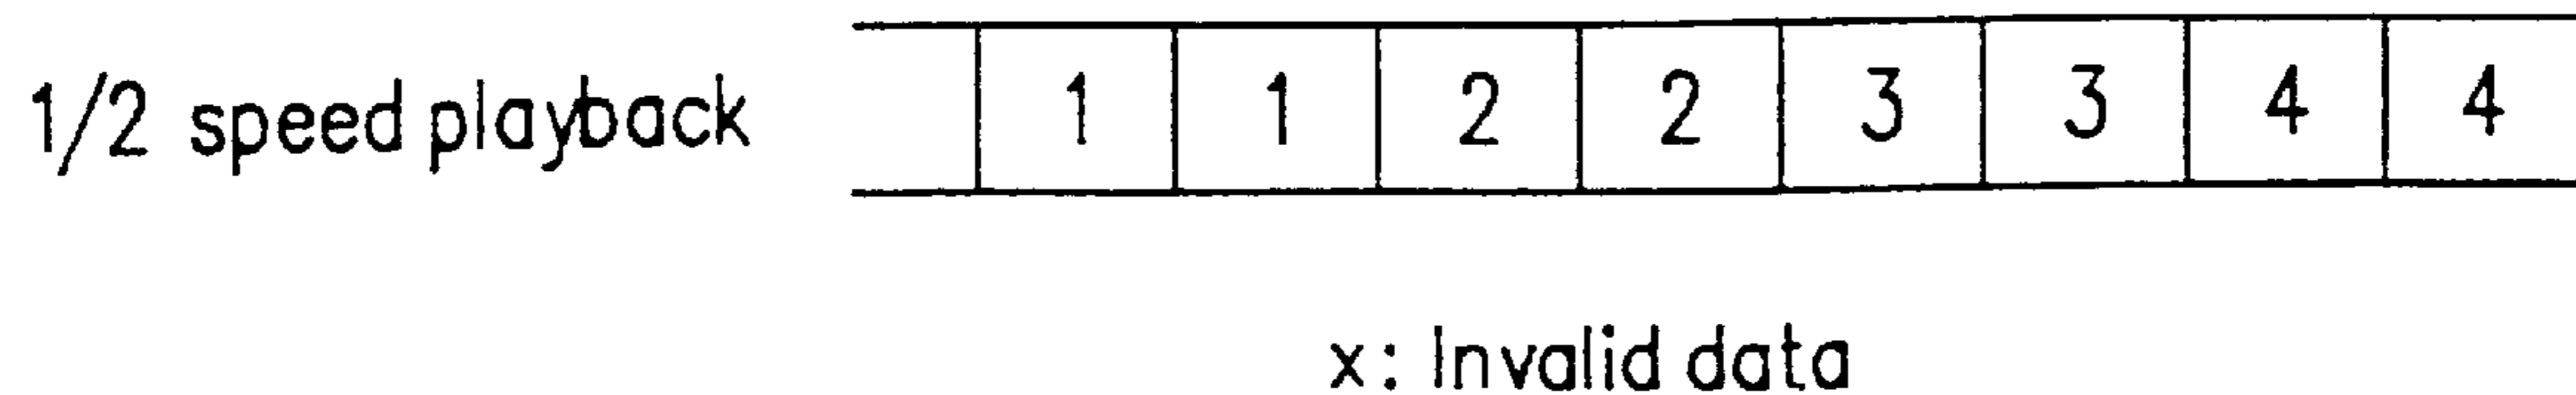 1/2 speed playback 1 1 2 2 3 3 4 4
x: Invalid data